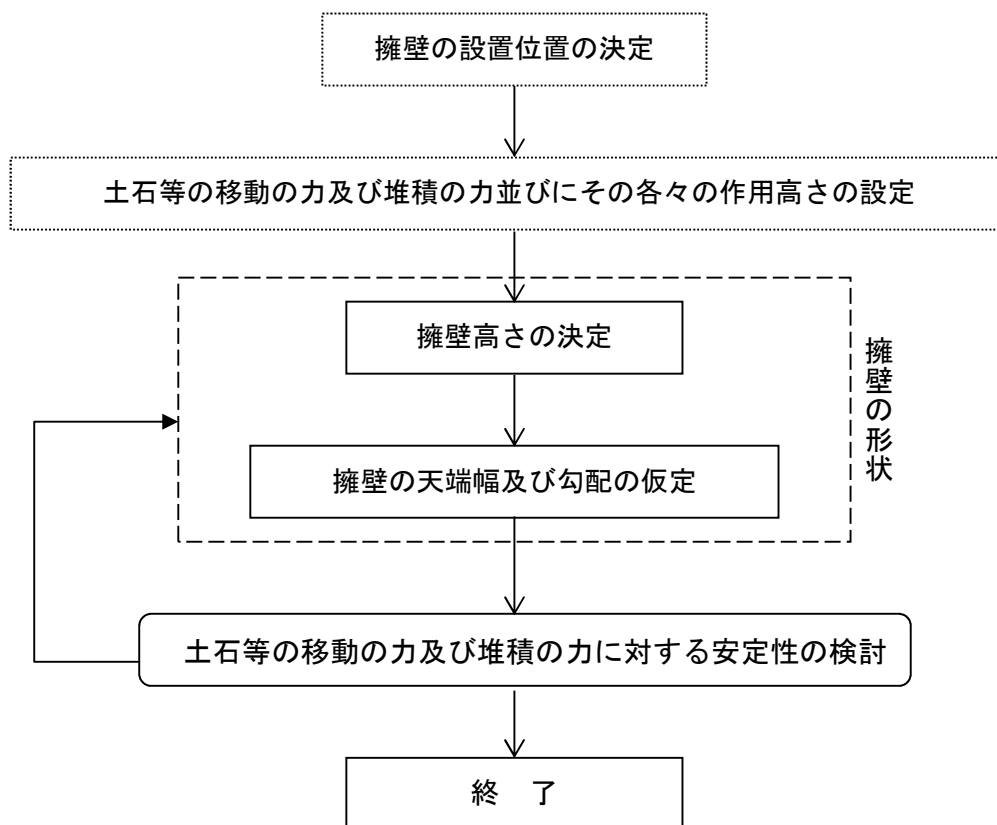 擁壁の設置位置の決定
土石等の移動の力及び堆積の力並びにその各々の作用高さの設定
擁壁高さの決定
擁壁の天端幅及び勾配の仮定
擁壁の形状
土石等の移動の力及び堆積の力に対する安定性の検討
終　了